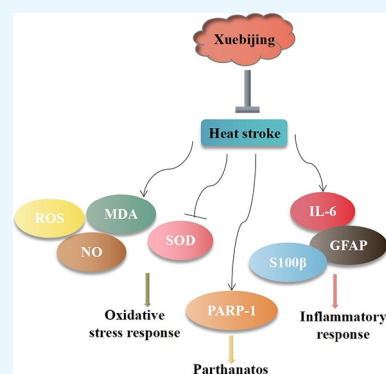 Xuebijing
Heat stroke
ROS
MDA
NO
SOD
IL-6
GFAP
S100β
PARP-1
Oxidative
stress response
Inflammatory
response
Parthanatos